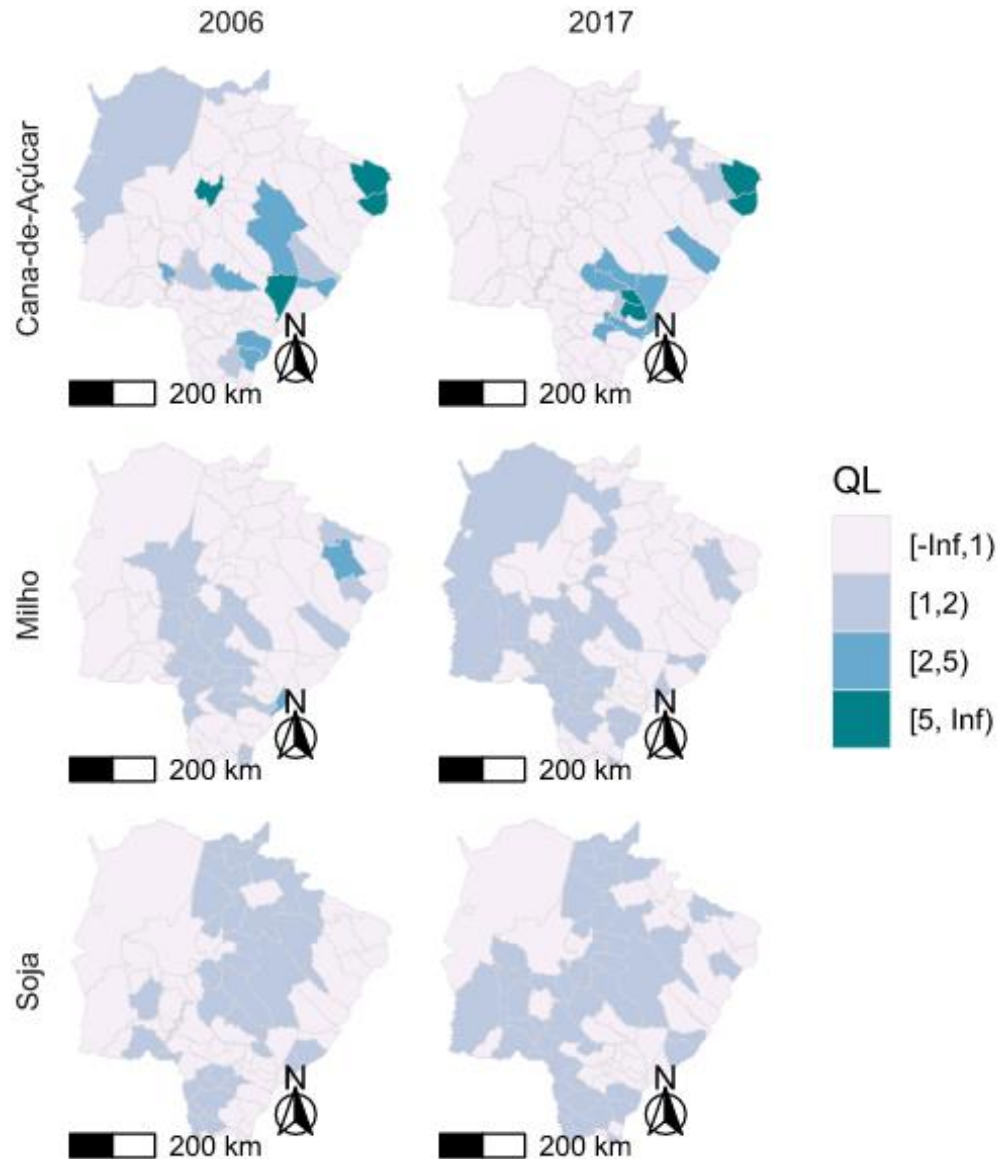 2006
2017
Cana-de-Açúcar
N
200 km
N
200 km
Milho
N
200 km
N
200 km
QL
[-Inf,1)
[1,2)
[2,5)
[5, Inf)
Soja
N
200 km
N
200 km